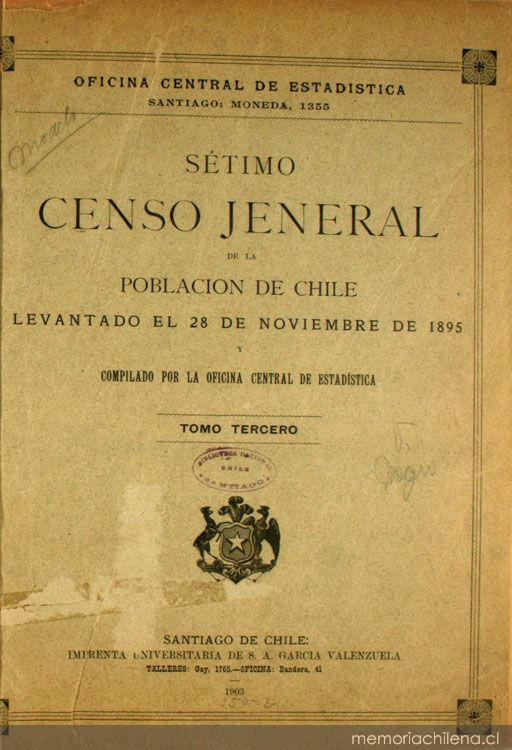 OFICINA CENTRAL DE ESTADISTICA
SANTIAGO: MONEDA, 1355
Modelo
SÉTIMO
CENSO JENERAL
DE LA
POBLACION DE CHILE
LEVANTADO EL 28 DE NOVIEMBRE DE 1895
Y
COMPILADO POR LA OFICINA CENTRAL DE ESTADÍSTICA
TOMO TERCERO
BIBLIOTECA NACIONAL
CHILE
SANTIAGO
SANTIAGO DE CHILE:
IMPRENTA UNIVERSITARIA DE S. A. GARCIA VALENZUELA
TALLERES: Gay, 1765.—OFICINA: Bandera, 41
1903
memoriachilena.cl